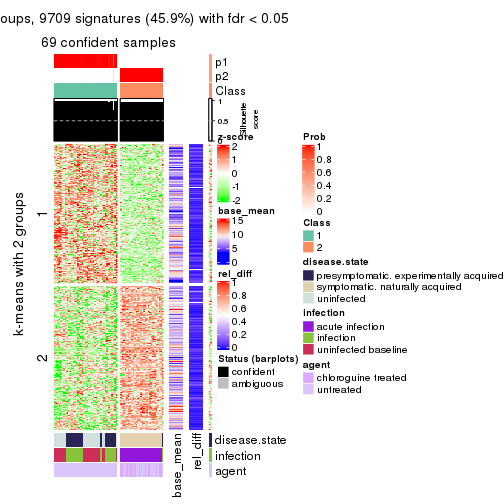 oups, 9709 signatures (45.9%) with fdr < 0.05
69 confident samples
p1
p2
Class
1
0.5
0
Silhouette
score
k-means with 2 groups
1
2
base_mean
rel_diff
disease.state
infection
agent
z-score
2
1
0
-1
-2
base_mean
15
10
5
0
rel_diff
1
0.8
0.6
0.4
0.2
0
Status (barplots)
confident
ambiguous
Prob
1
0.8
0.6
0.4
0.2
0
Class
1
2
disease.state
presymptomatic. experimentally acquired
symptomatic. naturally acquired
uninfected
infection
acute infection
infection
uninfected baseline
agent
chloroguine treated
untreated